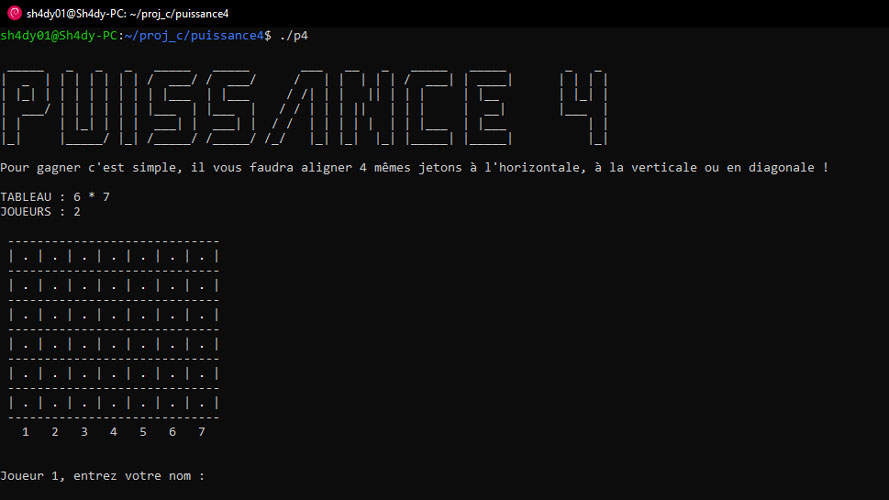 sh4dy01@Sh4dy-PC: ~/proj_c/puissance4
sh4dy01@Sh4dy-PC:~/proj_c/puissance4$ ./p4
PUISSANCE 4
Pour gagner c'est simple, il vous faudra aligner 4 mêmes jetons à l'horizontale, à la verticale ou en diagonale !
TABLEAU : 6 * 7
JOUEURS : 2
-----------------------------
| . | . | . | . | . | . | . |
-----------------------------
| . | . | . | . | . | . | . |
-----------------------------
| . | . | . | . | . | . | . |
-----------------------------
| . | . | . | . | . | . | . |
-----------------------------
| . | . | . | . | . | . | . |
-----------------------------
| . | . | . | . | . | . | . |
-----------------------------
1 2 3 4 5 6 7
Joueur 1, entrez votre nom :